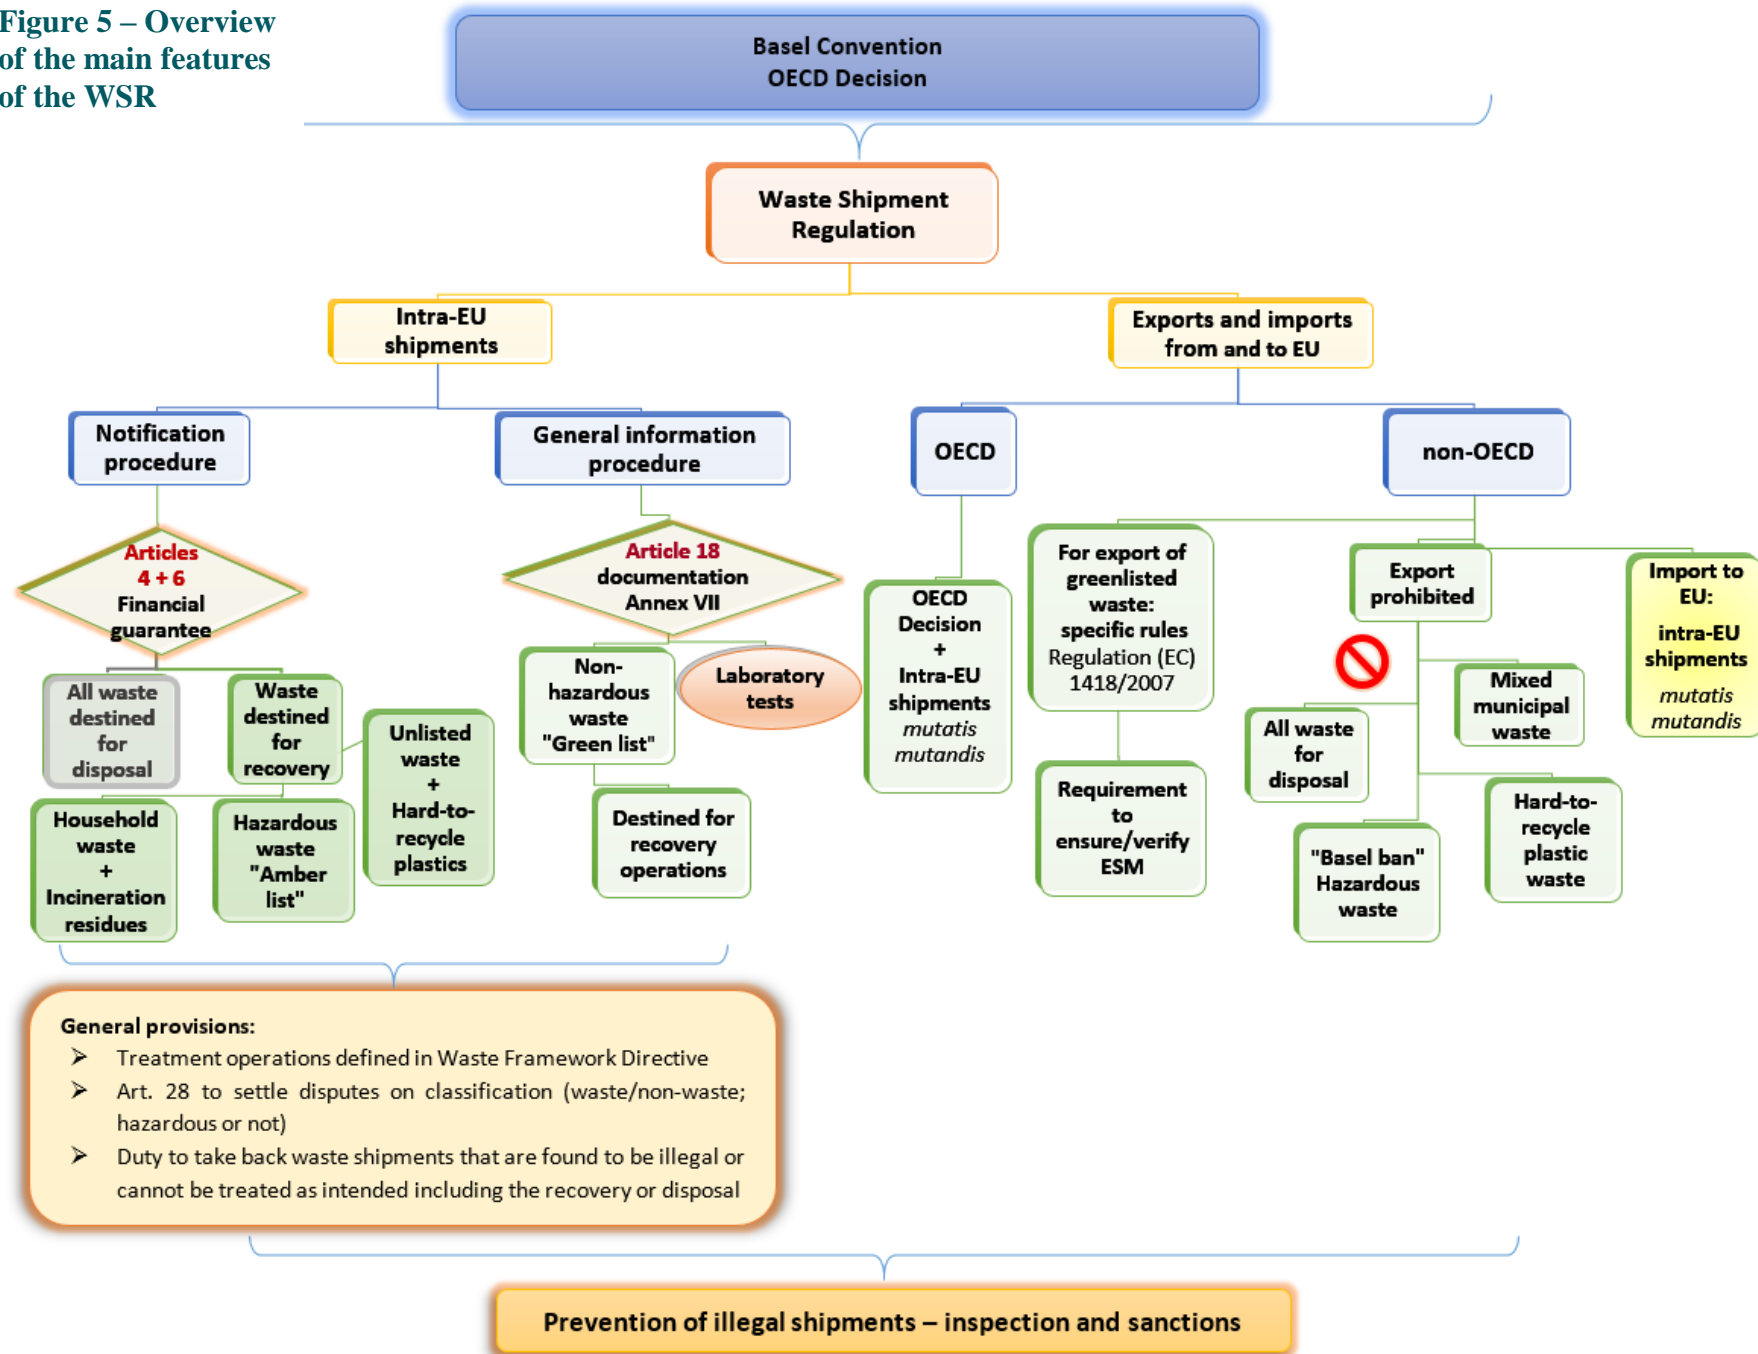 Figure 5 – Overview
of the main features
of the WSR
Basel Convention
OECD Decision
Waste Shipment
Regulation
Intra-EU
shipments
Exports and imports
from and to EU
Notification
procedure
General information
procedure
OECD
non-OECD
Articles
4 + 6
Financial
guarantee
Article 18
documentation
Annex VII
All waste
destined
for
disposal
Waste
destined
for
recovery
Unlisted
waste
+
Hard-to-
recycle
plastics
Household
waste
+
Incineration
residues
Hazardous
waste
"Amber
list"
Non-
hazardous
waste
"Green list"
Laboratory
tests
Destined for
recovery
operations
OECD
Decision
+
Intra-EU
shipments
mutatis
mutandis
For export of
greenlisted
waste:
specific rules
Regulation (EC)
1418/2007
Requirement
to
ensure/verify
ESM
Export
prohibited
All waste
for
disposal
Mixed
municipal
waste
"Basel ban"
Hazardous
waste
Hard-to-
recycle
plastic
waste
Import to
EU:
intra-EU
shipments
mutatis
mutandis
General provisions:
➢ Treatment operations defined in Waste Framework Directive
➢ Art. 28 to settle disputes on classification (waste/non-waste;
hazardous or not)
➢ Duty to take back waste shipments that are found to be illegal or
cannot be treated as intended including the recovery or disposal
Prevention of illegal shipments – inspection and sanctions